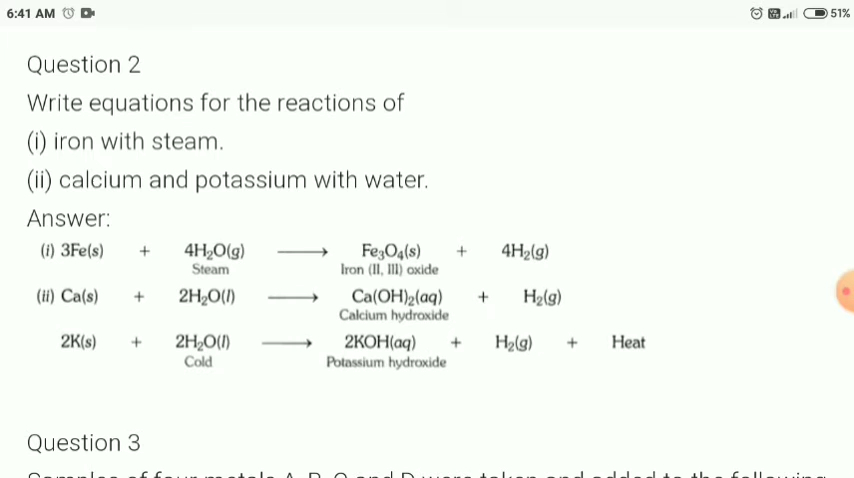 6:41 AM 51%
Question 2
Write equations for the reactions of
(i) iron with steam.
(ii) calcium and potassium with water.
Answer:
(i) 3Fe(s) + 4H₂O(g) ⟶ Fe₃O₄(s) + 4H₂(g)
Steam Iron (II, III) oxide
(ii) Ca(s) + 2H₂O(l) ⟶ Ca(OH)₂(aq) + H₂(g)
Calcium hydroxide
2K(s) + 2H₂O(l) ⟶ 2KOH(aq) + H₂(g) + Heat
Cold Potassium hydroxide
Question 3